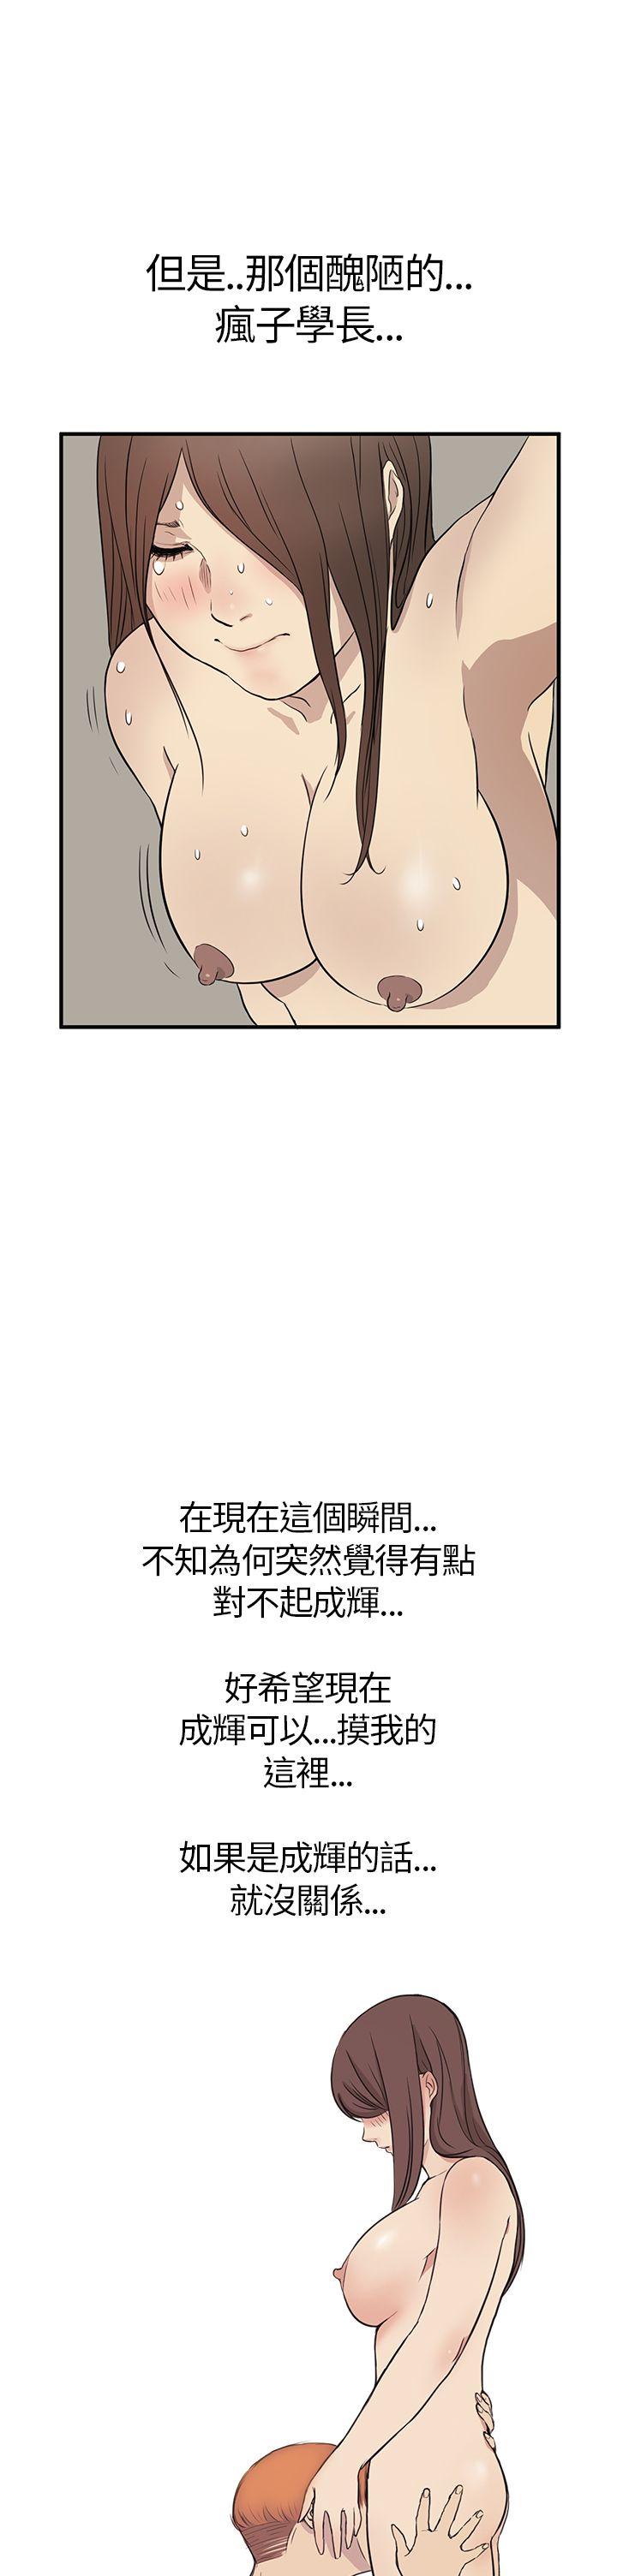 但是..那個醜陋的...
瘋子學長...
在現在這個瞬間...
不知為何突然覺得有點
對不起成輝...
好希望現在
成輝可以...摸我的
這裡...
如果是成輝的話...
就沒關係...